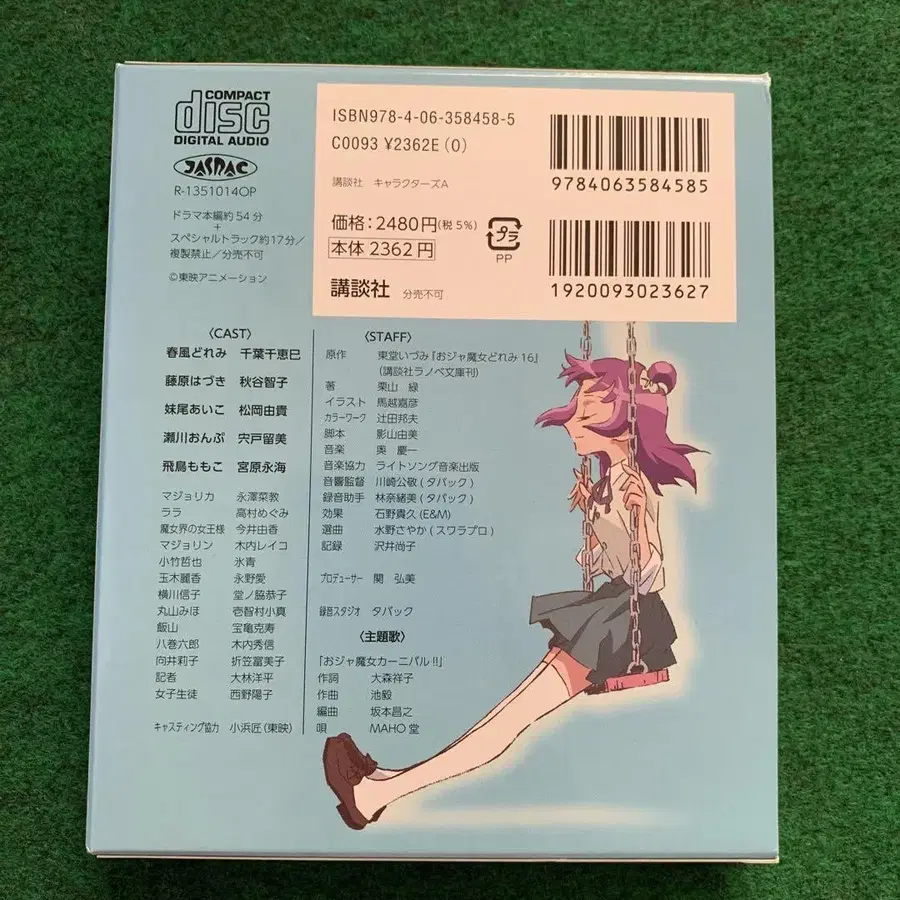 COMPACT
disc
DIGITAL AUDIO
JASRAC
R-1351014OP
ドラマ本編約54分
+
スペシャルトラック約17分/
複製禁止/分売不可
©東映アニメーション
ISBN978-4-06-358458-5
C0093 ¥2362E (0)
講談社 キャラクターズA
価格:2480円(税5%)
本体2362円
講談社 分売不可
プラ
PP
9784063584585
1920093023627
〈CAST〉
春風どれみ 千葉千恵巳
藤原はづき 秋谷智子
妹尾あいこ 松岡由貴
瀬川おんぷ 宍戸留美
飛鳥ももこ 宮原永海
マジョリカ 永澤菜教
ララ 高村めぐみ
魔女界の女王様 今井由香
マジョリン 木内レイコ
小竹哲也 氷青
玉木麗香 永野愛
横川信子 堂ノ脇恭子
丸山みほ 壱智村小真
飯山 宝亀克寿
八巻六郎 木内秀信
向井莉子 折笠富美子
記者 大林洋平
女子生徒 西野陽子
キャスティング協力 小浜匠(東映)
〈STAFF〉
原作 東堂いづみ『おジャ魔女どれみ16』
(講談社ラノベ文庫刊)
著 栗山 緑
イラスト 馬越嘉彦
カラーワーク 辻田邦夫
脚本 影山由美
音楽 奥 慶一
音楽協力 ライトソング音楽出版
音響監督 川崎公敬(タバック)
録音助手 林奈緒美(タバック)
効果 石野貴久(E&M)
選曲 水野さやか(スワラプロ)
記録 沢井尚子
プロデューサー 関 弘美
録音スタジオ タバック
〈主題歌〉
「おジャ魔女カーニバル!!」
作詞 大森祥子
作曲 池毅
編曲 坂本昌之
唄 MAHO堂